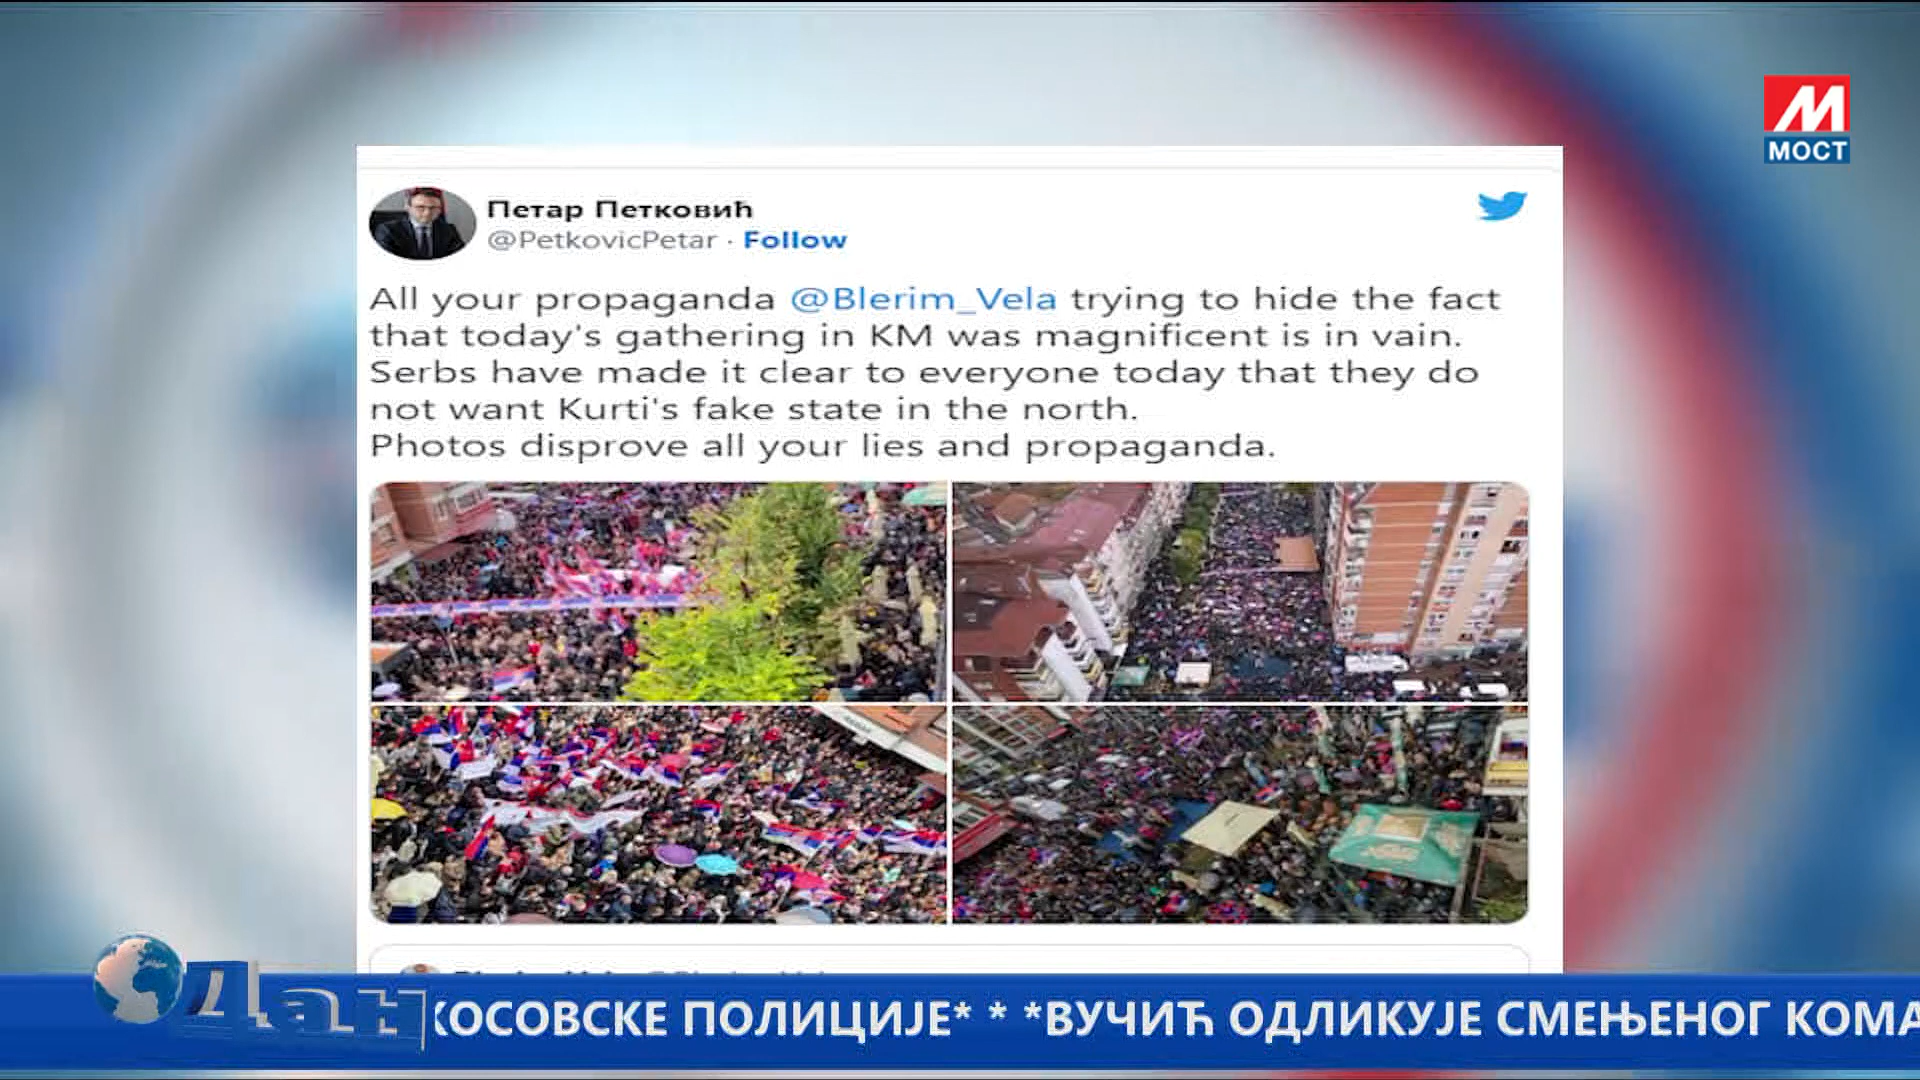 М
МОСТ
Петар Петковић
@PetkovicPetar · Follow
All your propaganda @Blerim_Vela trying to hide the fact
that today's gathering in KM was magnificent is in vain.
Serbs have made it clear to everyone today that they do
not want Kurti's fake state in the north.
Photos disprove all your lies and propaganda.
Дан
КОСОВСКЕ ПОЛИЦИЈЕ* * *ВУЧИЋ ОДЛИКУЈЕ СМЕЊЕНОГ КОМА